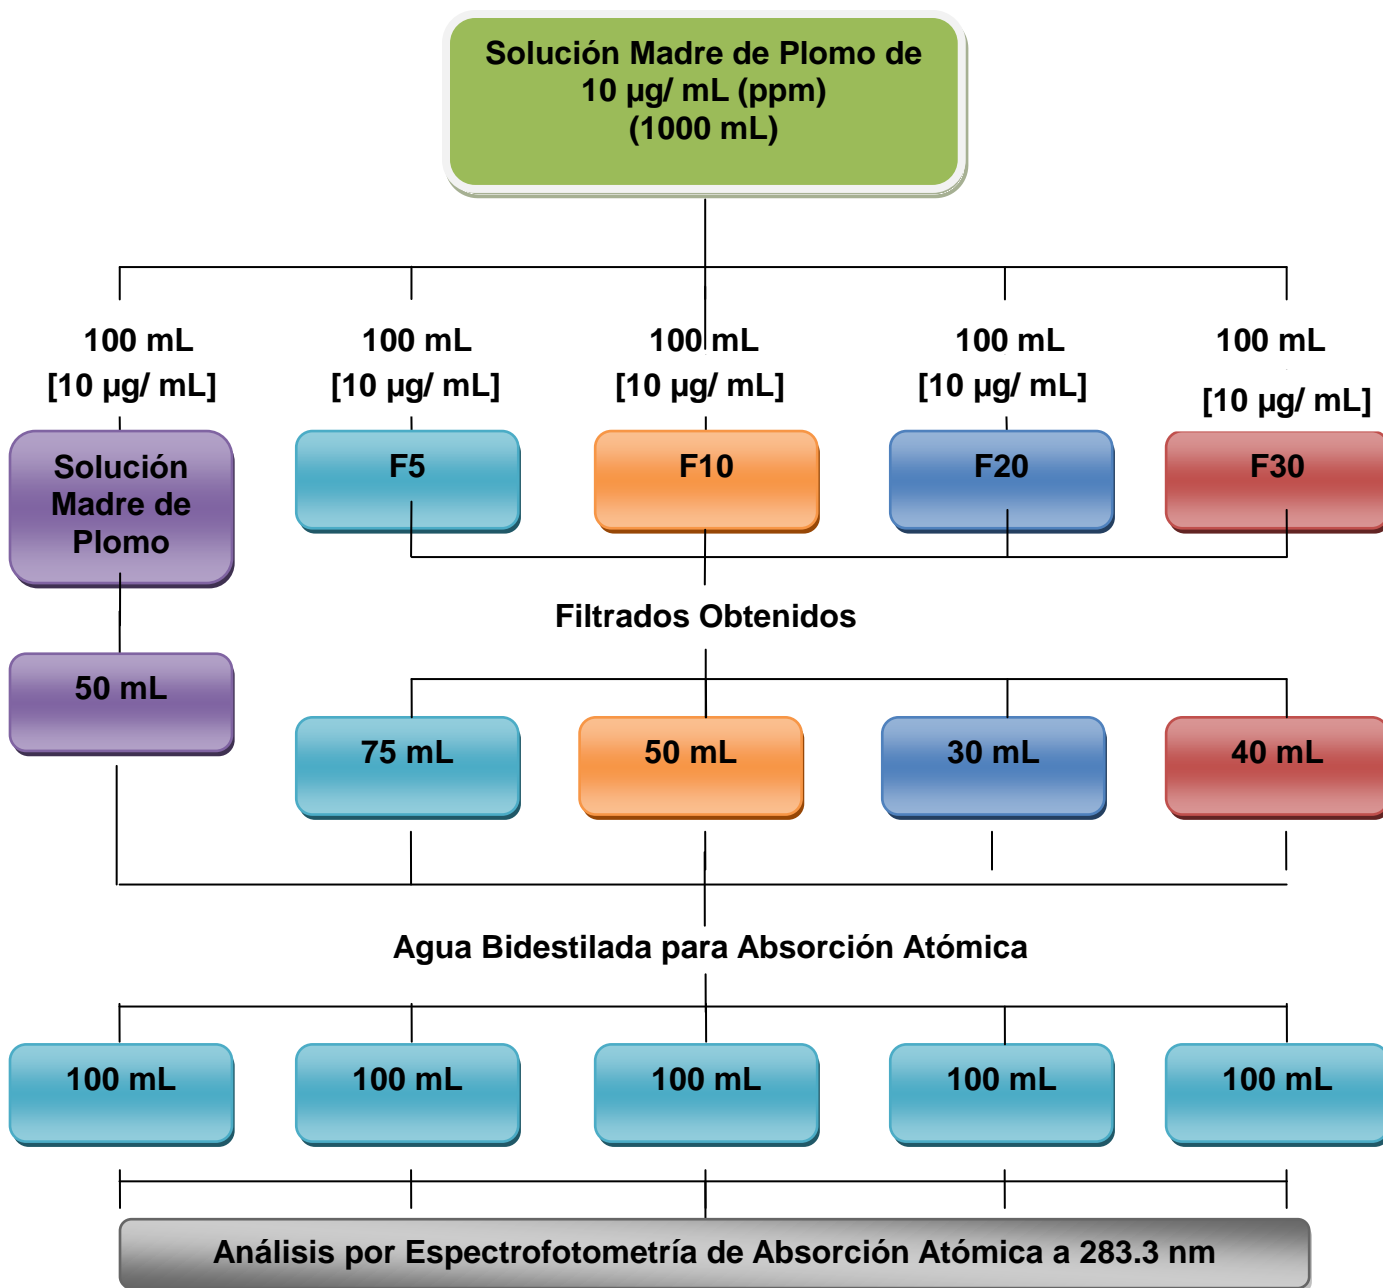 Solución Madre de Plomo de
10 µg/ mL (ppm)
(1000 mL)
100 mL
[10 µg/ mL]
100 mL
[10 µg/ mL]
100 mL
[10 µg/ mL]
100 mL
[10 µg/ mL]
100 mL
[10 µg/ mL]
Solución
Madre de
Plomo
F5
F10
F20
F30
Filtrados Obtenidos
50 mL
75 mL
50 mL
30 mL
40 mL
Agua Bidestilada para Absorción Atómica
100 mL
100 mL
100 mL
100 mL
100 mL
Análisis por Espectrofotometría de Absorción Atómica a 283.3 nm